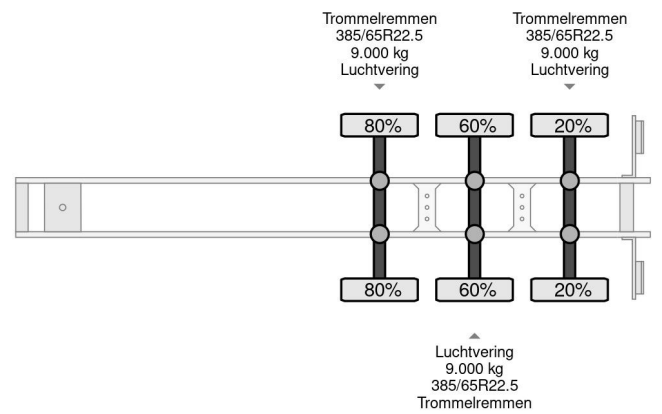 Trommelremmen
385/65R22.5
9.000 kg
Luchtvering
Trommelremmen
385/65R22.5
9.000 kg
Luchtvering
80% 60% 20%
80% 60% 20%
Luchtvering
9.000 kg
385/65R22.5
Trommelremmen